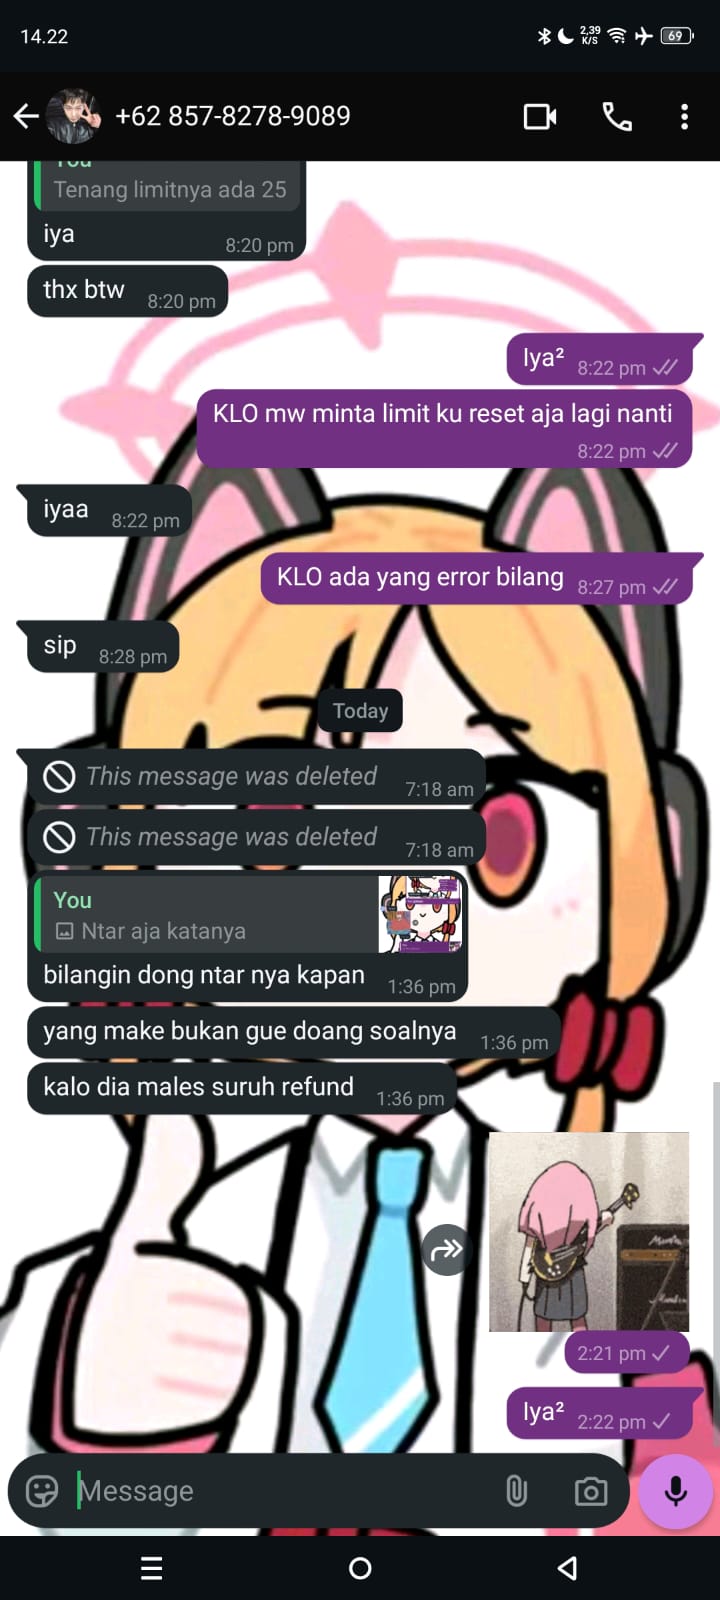 14.22
2,39
K/S
69
+62 857-8278-9089
You
Tenang limitnya ada 25
iya
8:20 pm
thx btw
8:20 pm
Iya²
8:22 pm
KLO mw minta limit ku reset aja lagi nanti
8:22 pm
iyaa
8:22 pm
KLO ada yang error bilang
8:27 pm
sip
8:28 pm
Today
This message was deleted
7:18 am
This message was deleted
7:18 am
You
Ntar aja katanya
bilangin dong ntar nya kapan
1:36 pm
yang make bukan gue doang soalnya
1:36 pm
kalo dia males suruh refund
1:36 pm
2:21 pm
Iya²
2:22 pm
Message